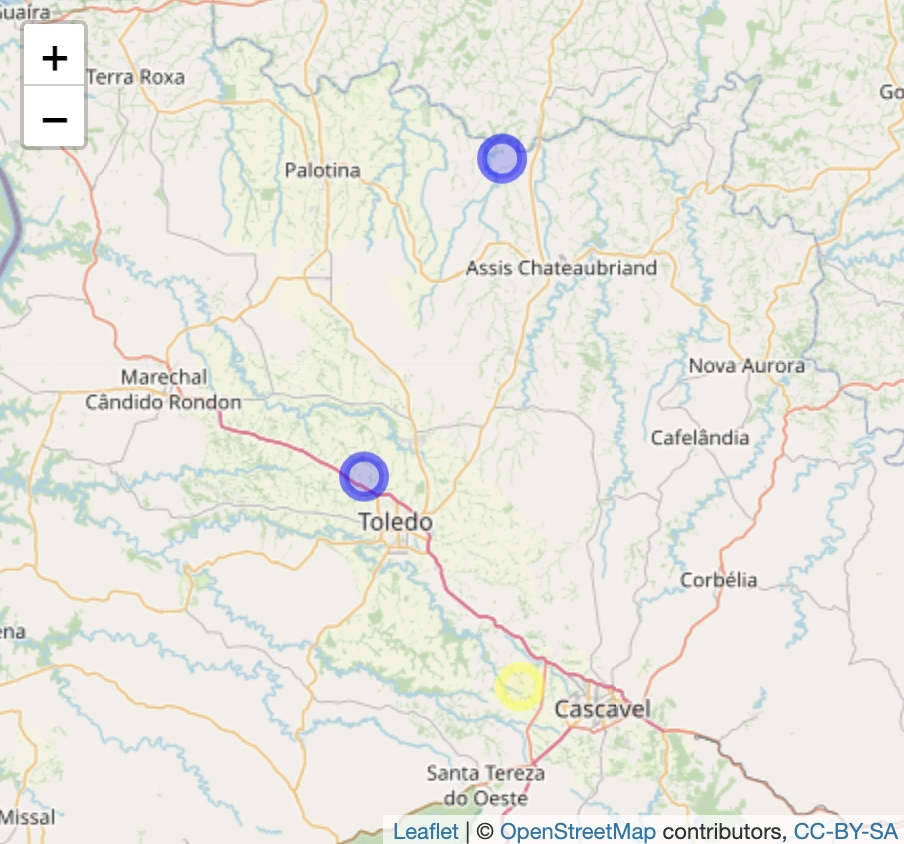 Guaíra
+
Terra Roxa
Go
−
Palotina
Assis Chateaubriand
Nova Aurora
Marechal
Cândido Rondon
Cafelândia
Toledo
Corbélia
ena
Cascavel
Santa Tereza
do Oeste
Missal
Leaflet | © OpenStreetMap contributors, CC-BY-SA